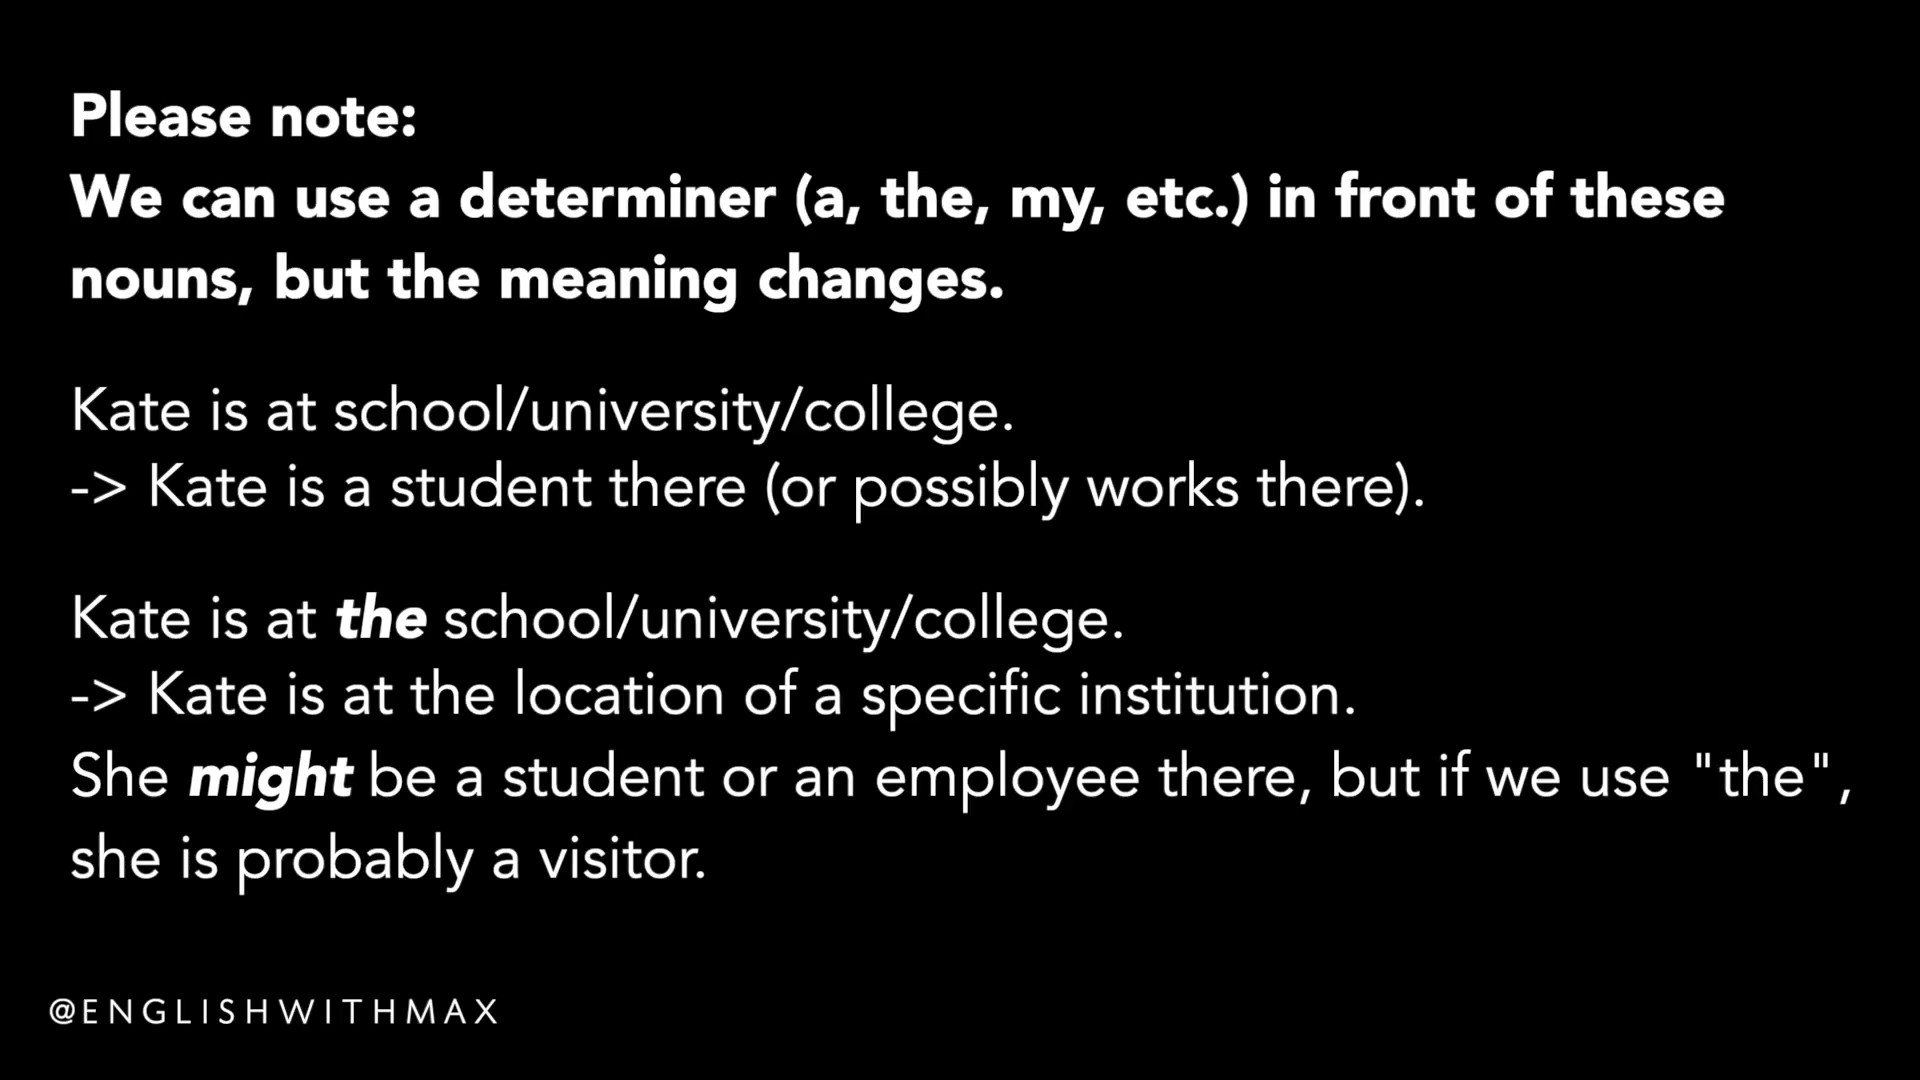 Please note:
We can use a determiner (a, the, my, etc.) in front of these
nouns, but the meaning changes.
Kate is at school/university/college.
-> Kate is a student there (or possibly works there).
Kate is at the school/university/college.
-> Kate is at the location of a specific institution.
She might be a student or an employee there, but if we use "the",
she is probably a visitor.
@ENGLISHWITHMAX